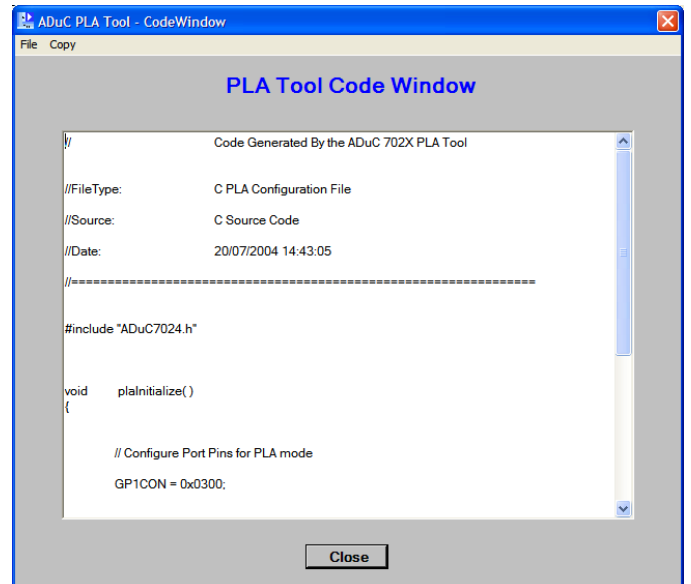 ADuC PLA Tool - CodeWindow
File Copy
PLA Tool Code Window
// Code Generated By the ADuC 702X PLA Tool
//FileType: C PLA Configuration File
//Source: C Source Code
//Date: 20/07/2004 14:43:05
//================================================================
#include "ADuC7024.h"
void plaInitialize( )
{
// Configure Port Pins for PLA mode
GP1CON = 0x0300;
Close